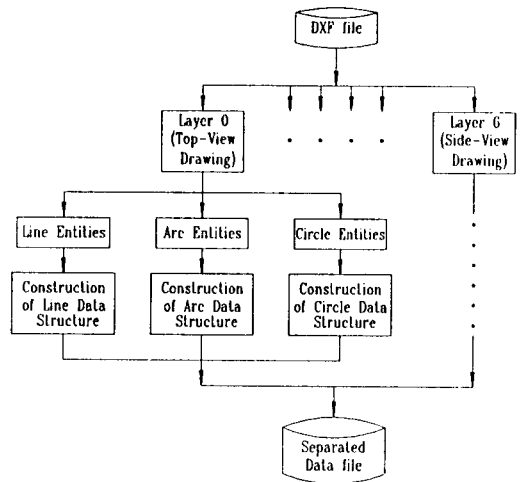 DXF file
Layer 0
(Top-View
Drawing)
Layer 6
(Side-View
Drawing)
Line Entities
Arc Entities
Circle Entities
Construction
of Line Data
Structure
Construction
of Arc Data
Structure
Construction
of Circle Data
Structure
Separated
Data file